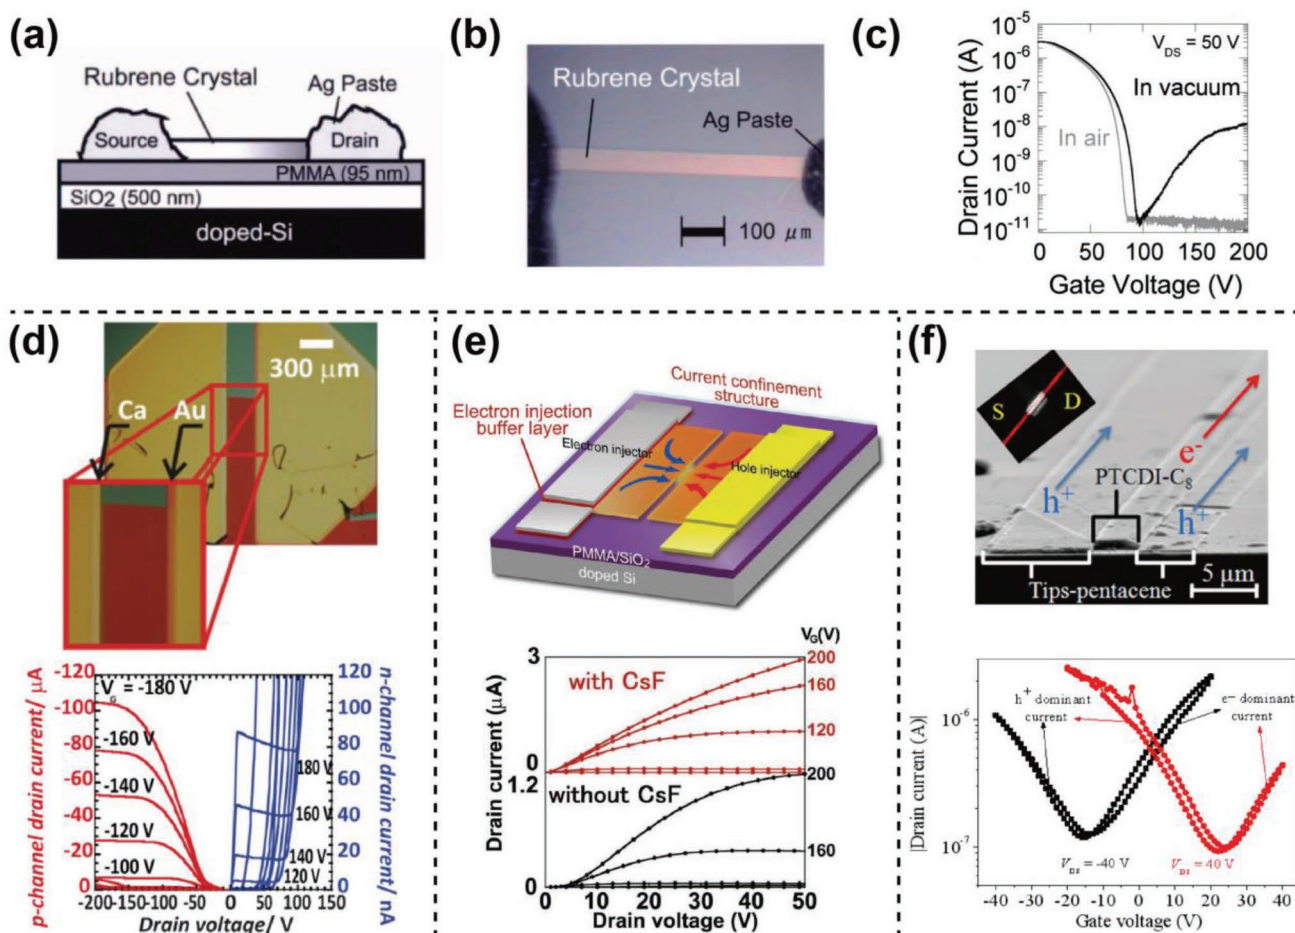 (a)
Rubrene Crystal
Ag Paste
Source
Drain
PMMA (95 nm)
SiO2 (500 nm)
doped-Si
(b)
Rubrene Crystal
Ag Paste
100 μm
(c)
Drain Current (A)
10⁻⁵
10⁻⁶
10⁻⁷
10⁻⁸
10⁻⁹
10⁻¹⁰
10⁻¹¹
V_DS = 50 V
In vacuum
In air
0 50 100 150 200
Gate Voltage (V)
(d)
300 μm
Ca Au
p-channel drain current/ μA
-120
-100
-80
-60
-40
-20
0
V_G = -180 V
-160 V
-140 V
-120 V
-100 V
180 V
160 V
140 V
120 V
120
100
80
60
40
20
0
n-channel drain current/ nA
-200 -150 -100 -50 0 50 100 150
Drain voltage/ V
(e)
Current confinement
structure
Electron injection
buffer layer
Electron injector
Hole injector
PMMA/SiO₂
doped Si
Drain current (μA)
3
0
1.2
0
V_G(V)
200
160
120
200
160
with CsF
without CsF
0 10 20 30 40 50
Drain voltage (V)
(f)
S D
e⁻
PTCDI-C₈
h⁺
h⁺
Tips-pentacene
5 μm
|Drain current (A)|
10⁻⁶
10⁻⁷
h⁺ dominant
current
e⁻ dominant
current
V_DS = -40 V
V_DS = 40 V
-40 -30 -20 -10 0 10 20 30 40
Gate voltage (V)